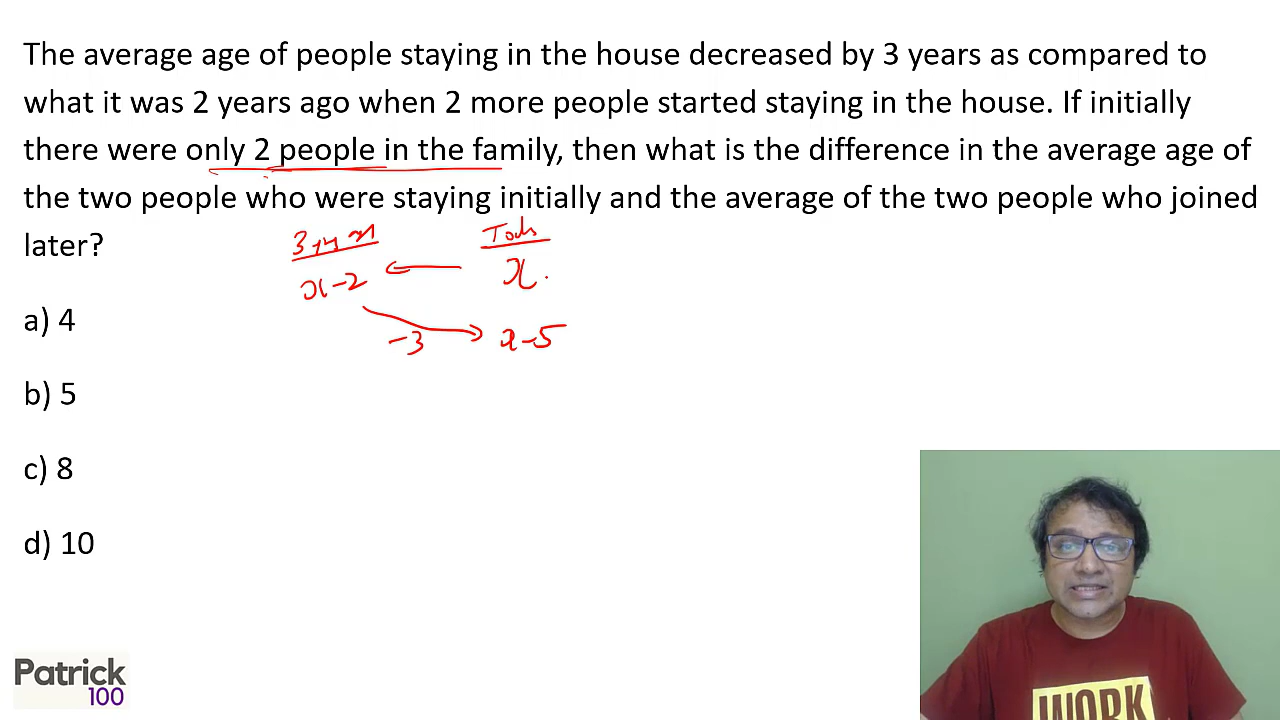 The average age of people staying in the house decreased by 3 years as compared to
what it was 2 years ago when 2 more people started staying in the house. If initially
there were only 2 people in the family, then what is the difference in the average age of
the two people who were staying initially and the average of the two people who joined
later?
x-2
x
-3
x-5
a) 4
b) 5
c) 8
d) 10
Patrick
100
WORK